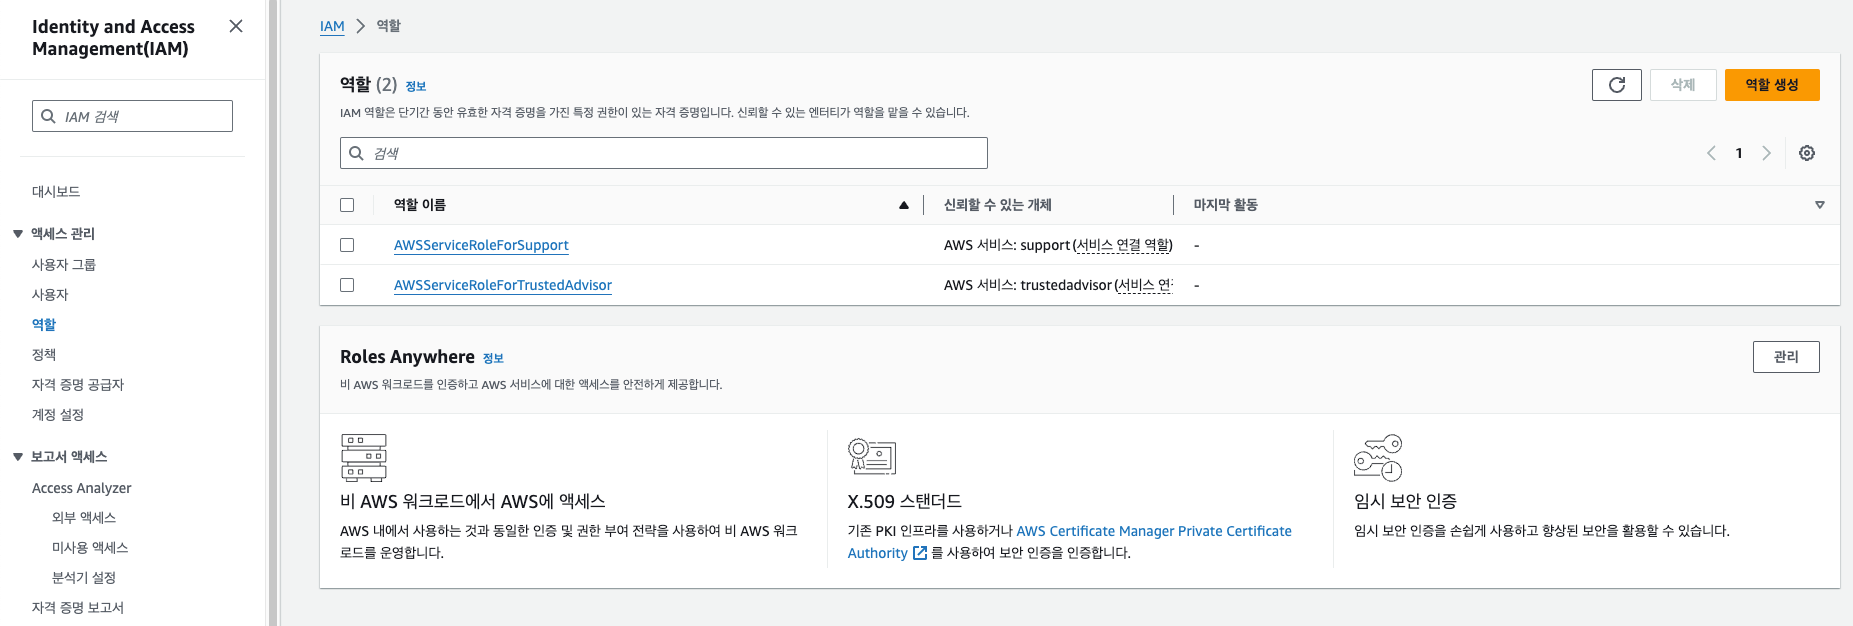 Identity and Access
Management(IAM)
IAM 검색
대시보드
액세스 관리
사용자 그룹
사용자
역할
정책
자격 증명 공급자
계정 설정
보고서 액세스
Access Analyzer
외부 액세스
미사용 액세스
분석기 설정
자격 증명 보고서
IAM > 역할
역할 (2) 정보
삭제
역할 생성
IAM 역할은 단기간 동안 유효한 자격 증명을 가진 특정 권한이 있는 자격 증명입니다. 신뢰할 수 있는 엔터티가 역할을 맡을 수 있습니다.
검색
1
역할 이름 신뢰할 수 있는 개체 마지막 활동
AWSServiceRoleForSupport AWS 서비스: support(서비스 연결 역할) -
AWSServiceRoleForTrustedAdvisor AWS 서비스: trustedadvisor(서비스 -
Roles Anywhere 정보
관리
비 AWS 워크로드를 인증하고 AWS 서비스에 대한 액세스를 안전하게 제공합니다.
비 AWS 워크로드에서 AWS에 액세스
AWS 내에서 사용하는 것과 동일한 인증 및 권한 부여 전략을 사용하여 비 AWS 워크
로드를 운영합니다.
X.509 스탠더드
기존 PKI 인프라를 사용하거나 AWS Certificate Manager Private Certificate
Authority 를 사용하여 보안 인증을 인증합니다.
임시 보안 인증
임시 보안 인증을 손쉽게 사용하고 향상된 보안을 활용할 수 있습니다.